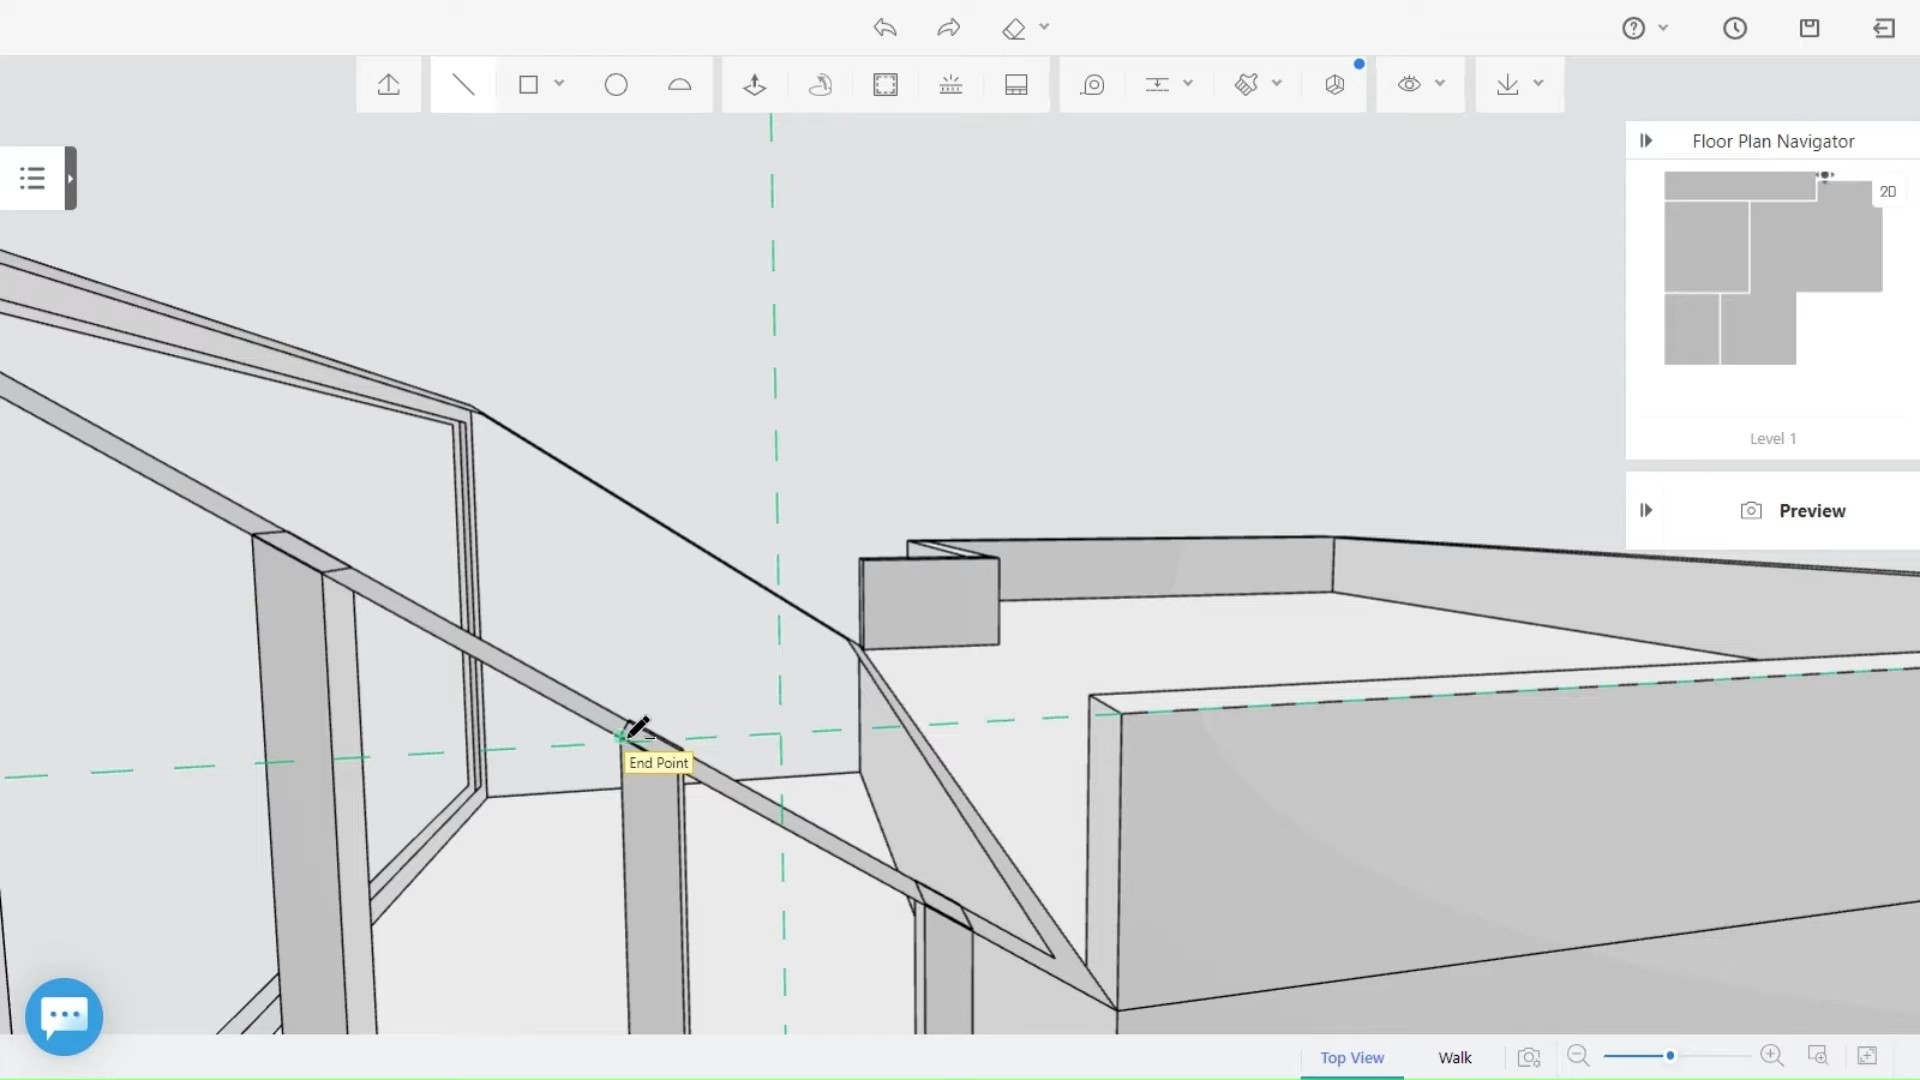 Floor Plan Navigator
2D
Level 1
Preview
End Point
Top View
Walk